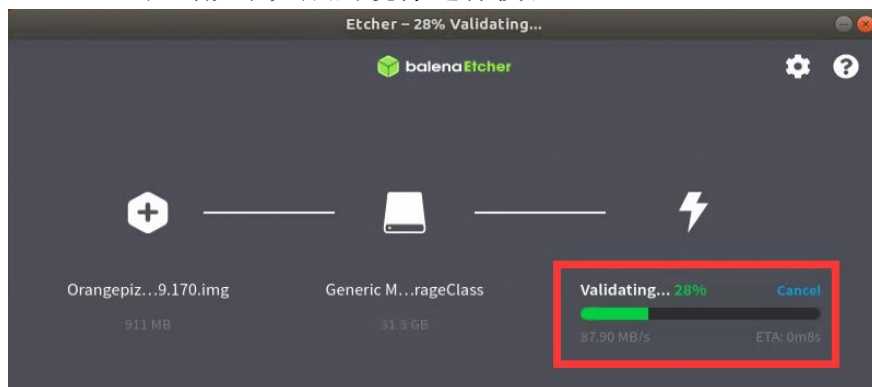 Etcher – 28% Validating...
balenaEtcher
Orangepiz...9.170.img
911 MB
Generic M...rageClass
31.9 GB
Validating... 28%
Cancel
87.90 MB/s
ETA: 0m8s